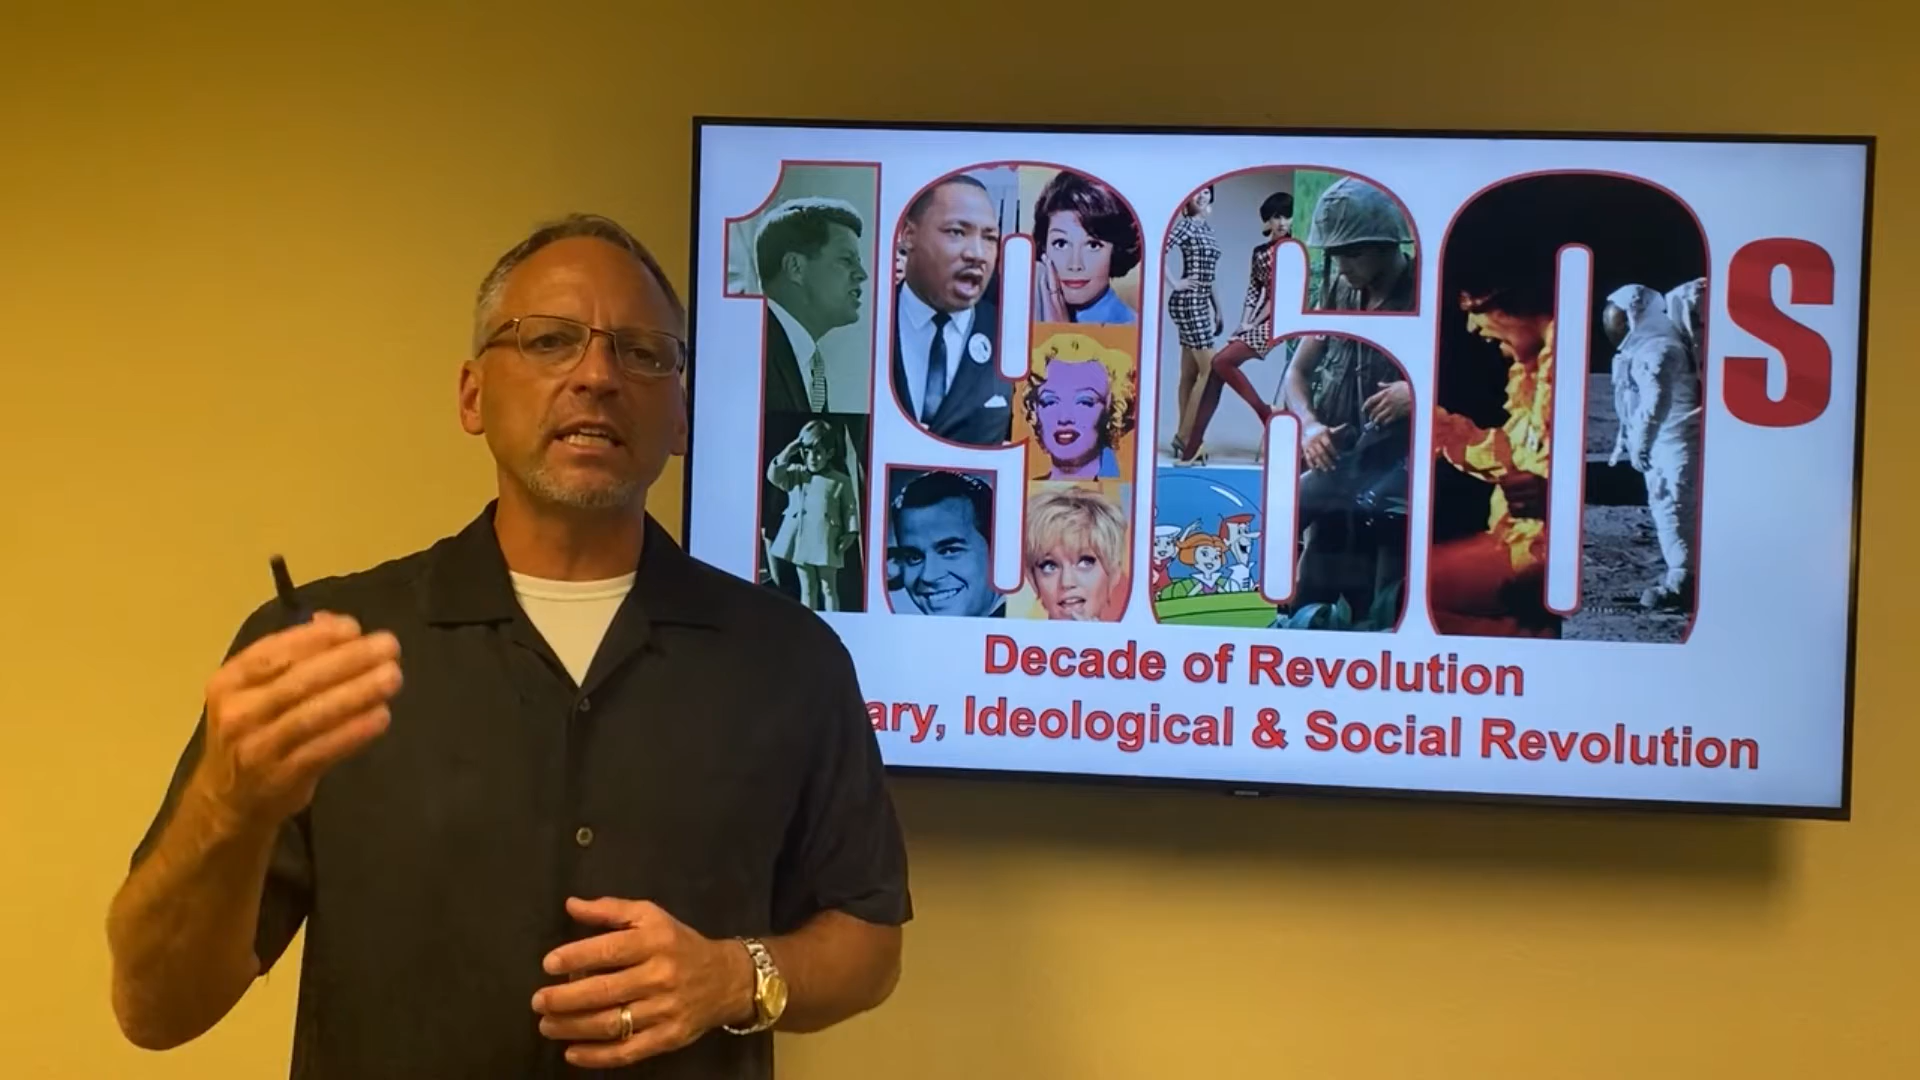 1960s
Decade of Revolution
ary, Ideological & Social Revolution